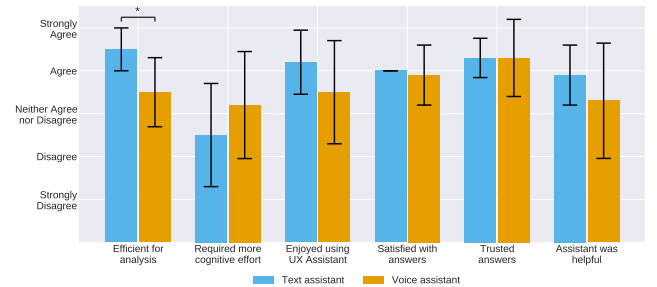 *
Strongly
Agree
Agree
Neither Agree
nor Disagree
Disagree
Strongly
Disagree
Efficient for
analysis
Required more
cognitive effort
Enjoyed using
UX Assistant
Satisfied with
answers
Trusted
answers
Assistant was
helpful
Text assistant
Voice assistant